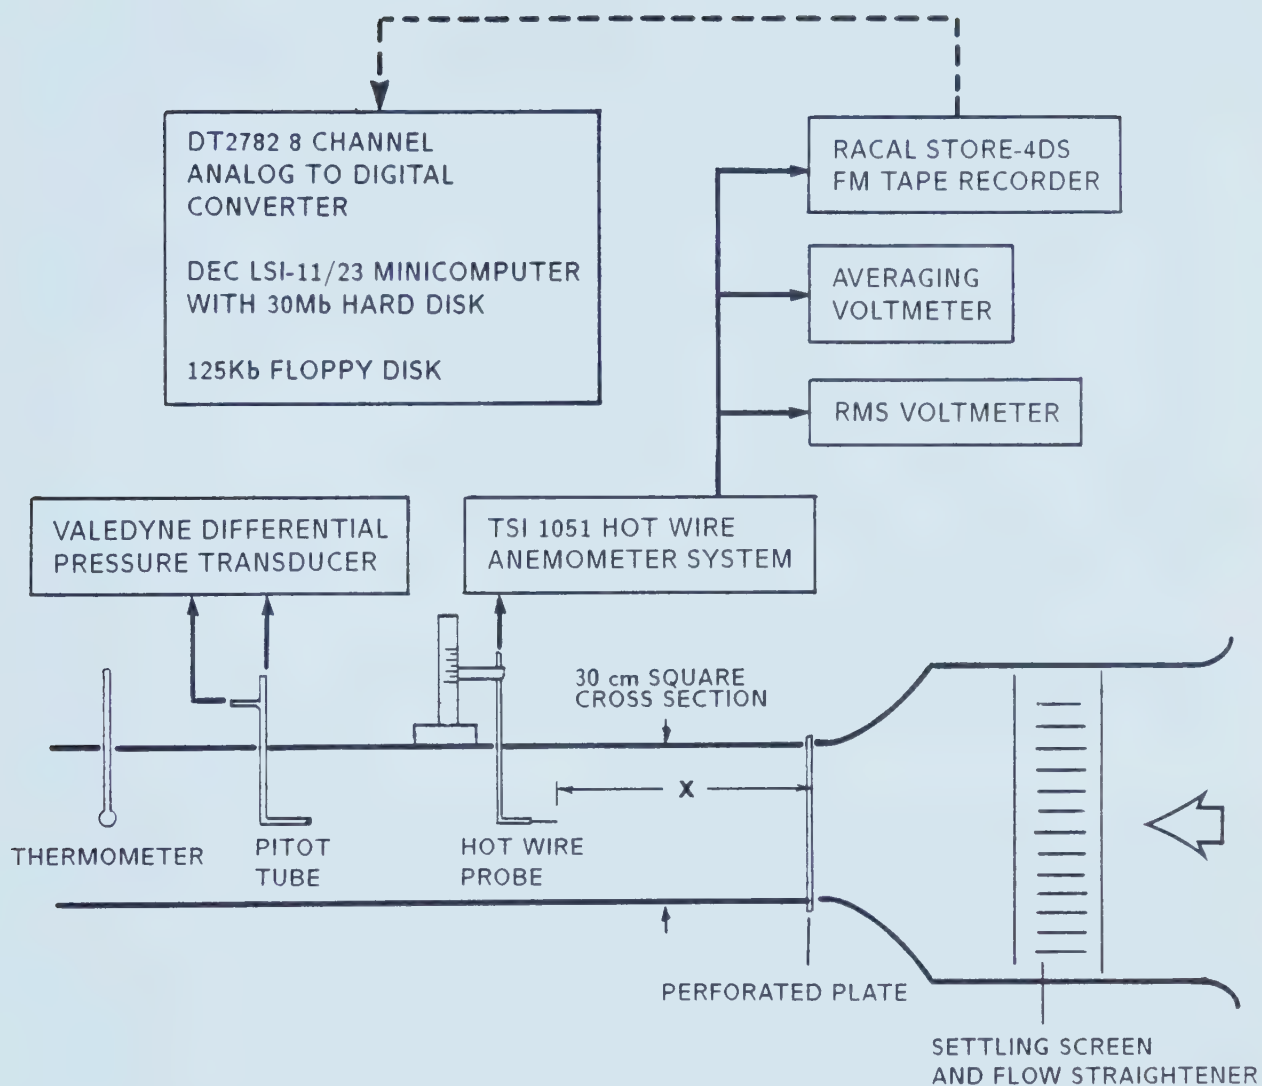 DT2782 8 CHANNEL
ANALOG TO DIGITAL
CONVERTER
DEC LSI-11/23 MINICOMPUTER
WITH 30Mb HARD DISK
125Kb FLOPPY DISK
RACAL STORE-4DS
FM TAPE RECORDER
AVERAGING
VOLTMETER
RMS VOLTMETER
VALEDYNE DIFFERENTIAL
PRESSURE TRANSDUCER
TSI 1051 HOT WIRE
ANEMOMETER SYSTEM
30 cm SQUARE
CROSS SECTION
X
THERMOMETER
PITOT
TUBE
HOT WIRE
PROBE
PERFORATED PLATE
SETTLING SCREEN
AND FLOW STRAIGHTENER